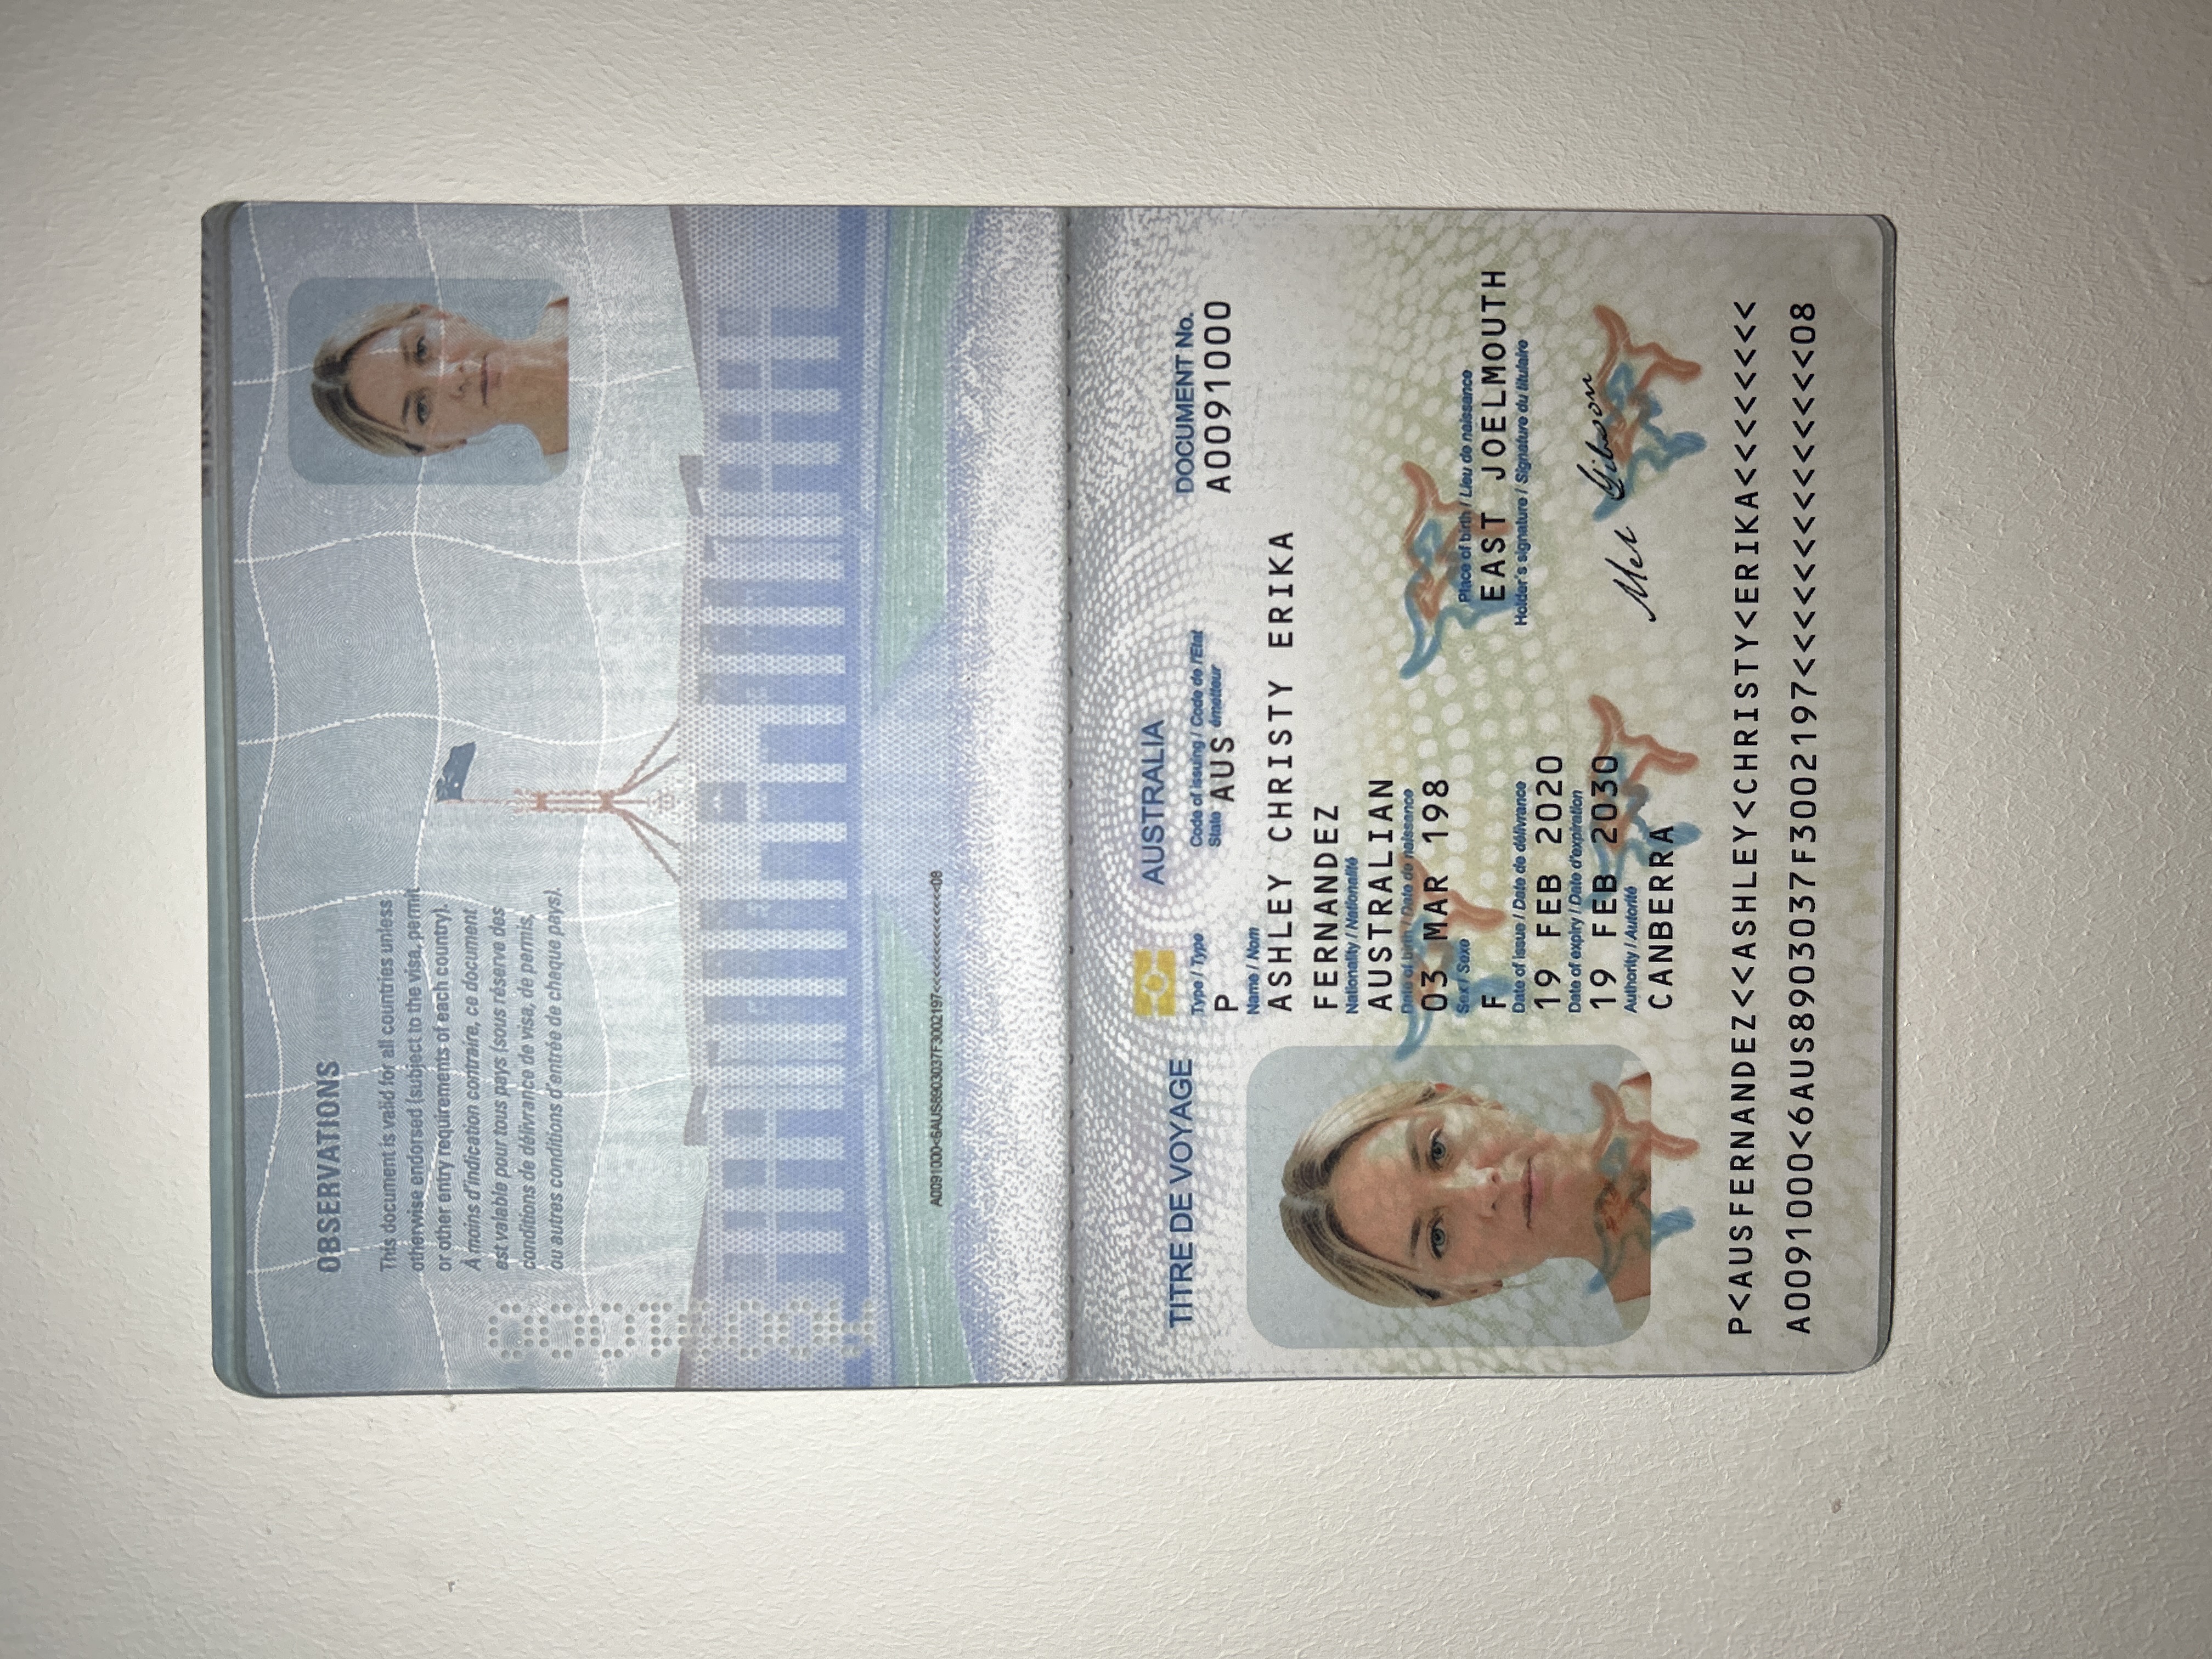 OBSERVATIONS
This document is valid for all countries unless
otherwise endorsed (subject to the visa, permit
or other entry requirements of each country).
À moins d'indication contraire, ce document
est valable pour tous pays (sous réserve des
conditions de délivrance de visa, de permis,
ou autres conditions d'entrée de chaque pays).
A0091000<6AUS8903037F3002197<<<<<<<<<<<<<<08
AUSTRALIA
TITRE DE VOYAGE
DOCUMENT No.
A0091000
Type / Type
P
Code of issuing / Code de l'Etat
State AUS émetteur
Name / Nom
ASHLEY CHRISTY ERIKA
FERNANDEZ
Nationality / Nationalité
AUSTRALIAN
Date of birth / Date de naissance
03 MAR 198
Sex / Sexe
F
Place of birth / Lieu de naissance
EAST JOELMOUTH
Date of issue / Date de délivrance
19 FEB 2020
Holder's signature / Signature du titulaire
Date of expiry / Date d'expiration
19 FEB 2030
Mel Gibson
Authority / Autorité
CANBERRA
P<AUSFERNANDEZ<<ASHLEY<CHRISTY<ERIKA<<<<<<<<
A0091000<6AUS8903037F3002197<<<<<<<<<<<<<<08